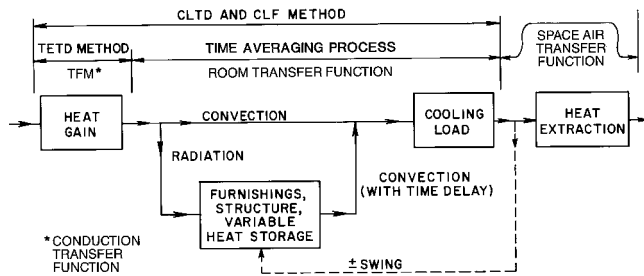 CLTD AND CLF METHOD
TETD METHOD
TFM*
TIME AVERAGING PROCESS
ROOM TRANSFER FUNCTION
SPACE AIR
TRANSFER
FUNCTION
HEAT
GAIN
CONVECTION
COOLING
LOAD
HEAT
EXTRACTION
RADIATION
CONVECTION
(WITH TIME DELAY)
FURNISHINGS,
STRUCTURE,
VARIABLE
HEAT STORAGE
*CONDUCTION
TRANSFER
FUNCTION
± SWING